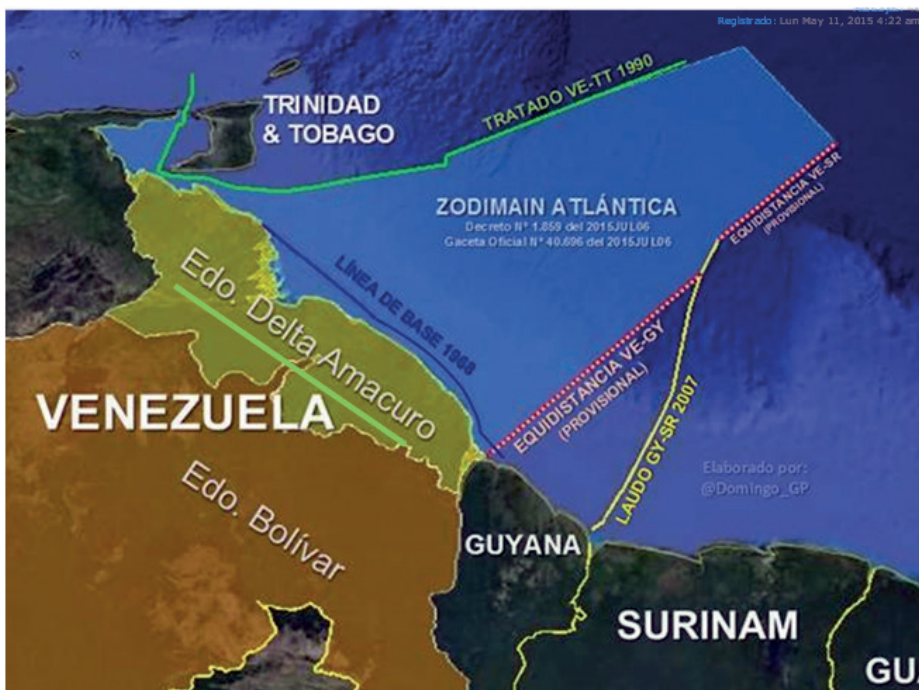 Registrado: Lun May 11, 2015 4:22 am
TRINIDAD
& TOBAGO
TRATADO VE-TT 1990
ZODIMAIN ATLÁNTICA
Decreto Nº 1.859 del 2015JUL06
Gaceta Oficial Nº 40.696 del 2015JUL06
EQUIDISTANCIA VE-SR
(PROVISIONAL)
LÍNEA DE BASE 1968
Edo. Delta Amacuro
EQUIDISTANCIA VE-GY
(PROVISIONAL)
VENEZUELA
LAUDO GY-SR 2007
Elaborado por:
@Domingo_GP
Edo. Bolívar
GUYANA
SURINAM
GU